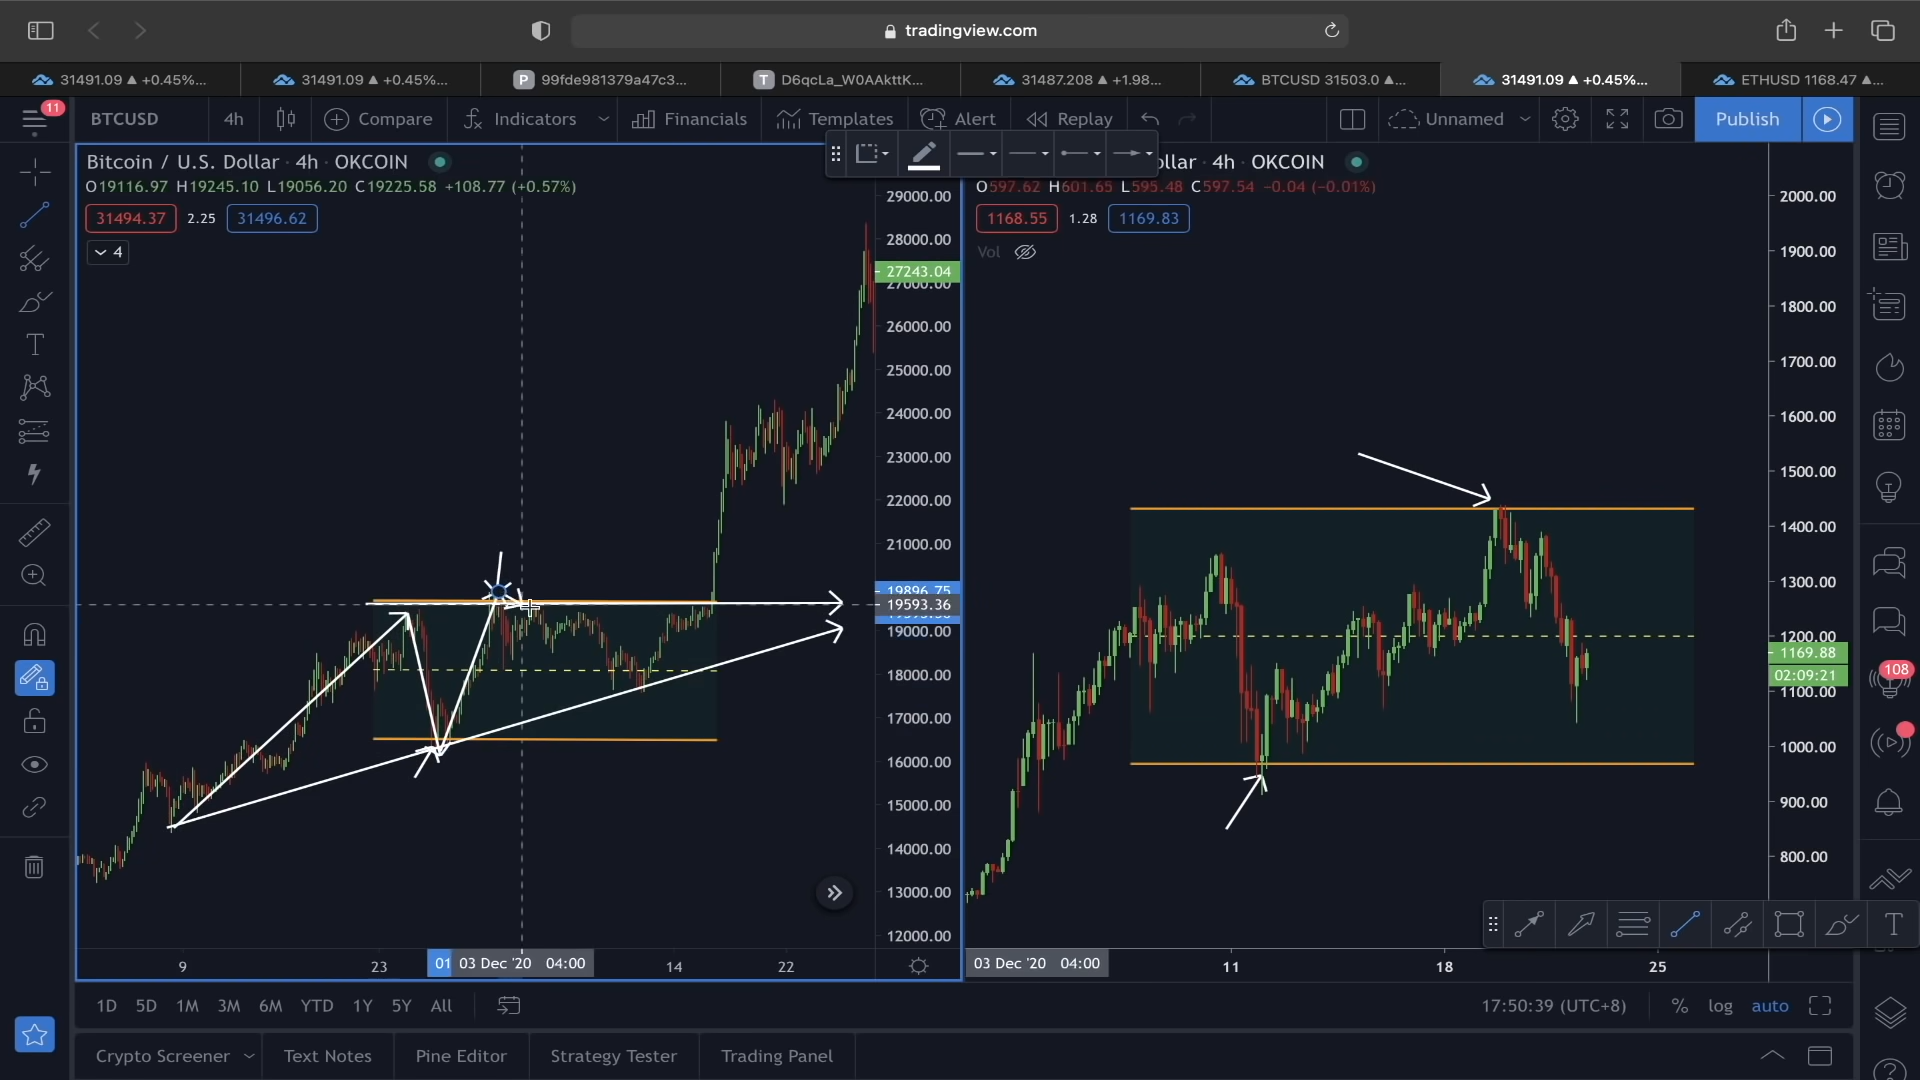 tradingview.com
31491.09 ▲ +0.45%...
31491.09 ▲ +0.45%...
P 99fde981379a47c3...
T D6qcLa_W0AAkttK...
31487.208 ▲ +1.98...
BTCUSD 31503.0 ▲...
31491.09 ▲ +0.45%...
ETHUSD 1168.47 ▲...
11
BTCUSD
4h
Compare
Indicators
Financials
Templates
Alert
Replay
Unnamed
Publish
Bitcoin / U.S. Dollar · 4h · OKCOIN
O19116.97 H19245.10 L19056.20 C19225.58 +108.77 (+0.57%)
31494.37 2.25 31496.62
4
29000.00
28000.00
27243.04
27000.00
26000.00
25000.00
24000.00
23000.00
22000.00
21000.00
19896.75
19593.36
19000.00
18000.00
17000.00
16000.00
15000.00
14000.00
13000.00
12000.00
9
23
01
03 Dec '20 04:00
14
22
ollar · 4h · OKCOIN
O597.62 H601.65 L595.48 C597.54 −0.04 (−0.01%)
1168.55 1.28 1169.83
Vol
2000.00
1900.00
1800.00
1700.00
1600.00
1500.00
1400.00
1300.00
1200.00
1169.88
02:09:21
1100.00
1000.00
900.00
800.00
03 Dec '20 04:00
11
18
25
108
T
1D 5D 1M 3M 6M YTD 1Y 5Y All
17:50:39 (UTC+8) % log auto
Crypto Screener
Text Notes
Pine Editor
Strategy Tester
Trading Panel